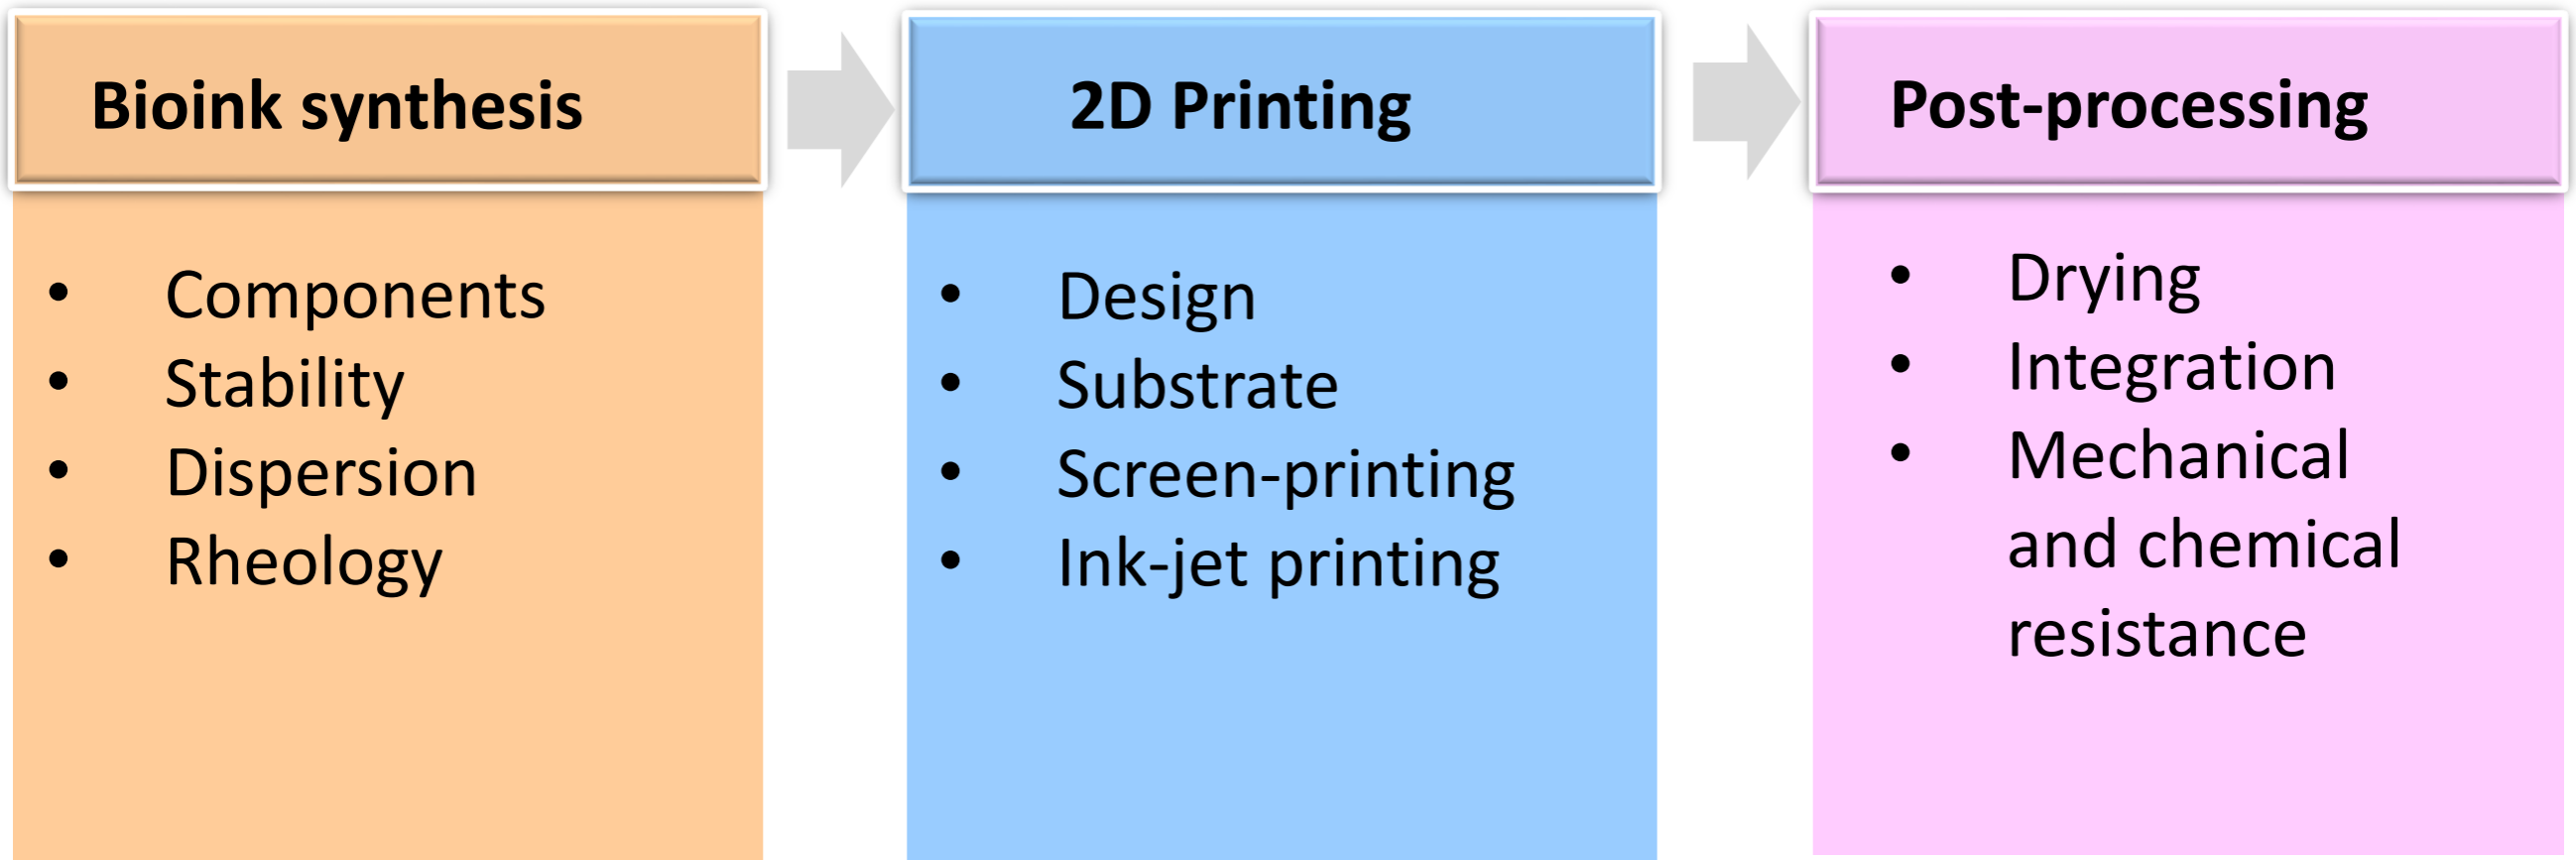 Bioink synthesis
• Components
• Stability
• Dispersion
• Rheology
2D Printing
• Design
• Substrate
• Screen-printing
• Ink-jet printing
Post-processing
• Drying
• Integration
• Mechanical
and chemical
resistance